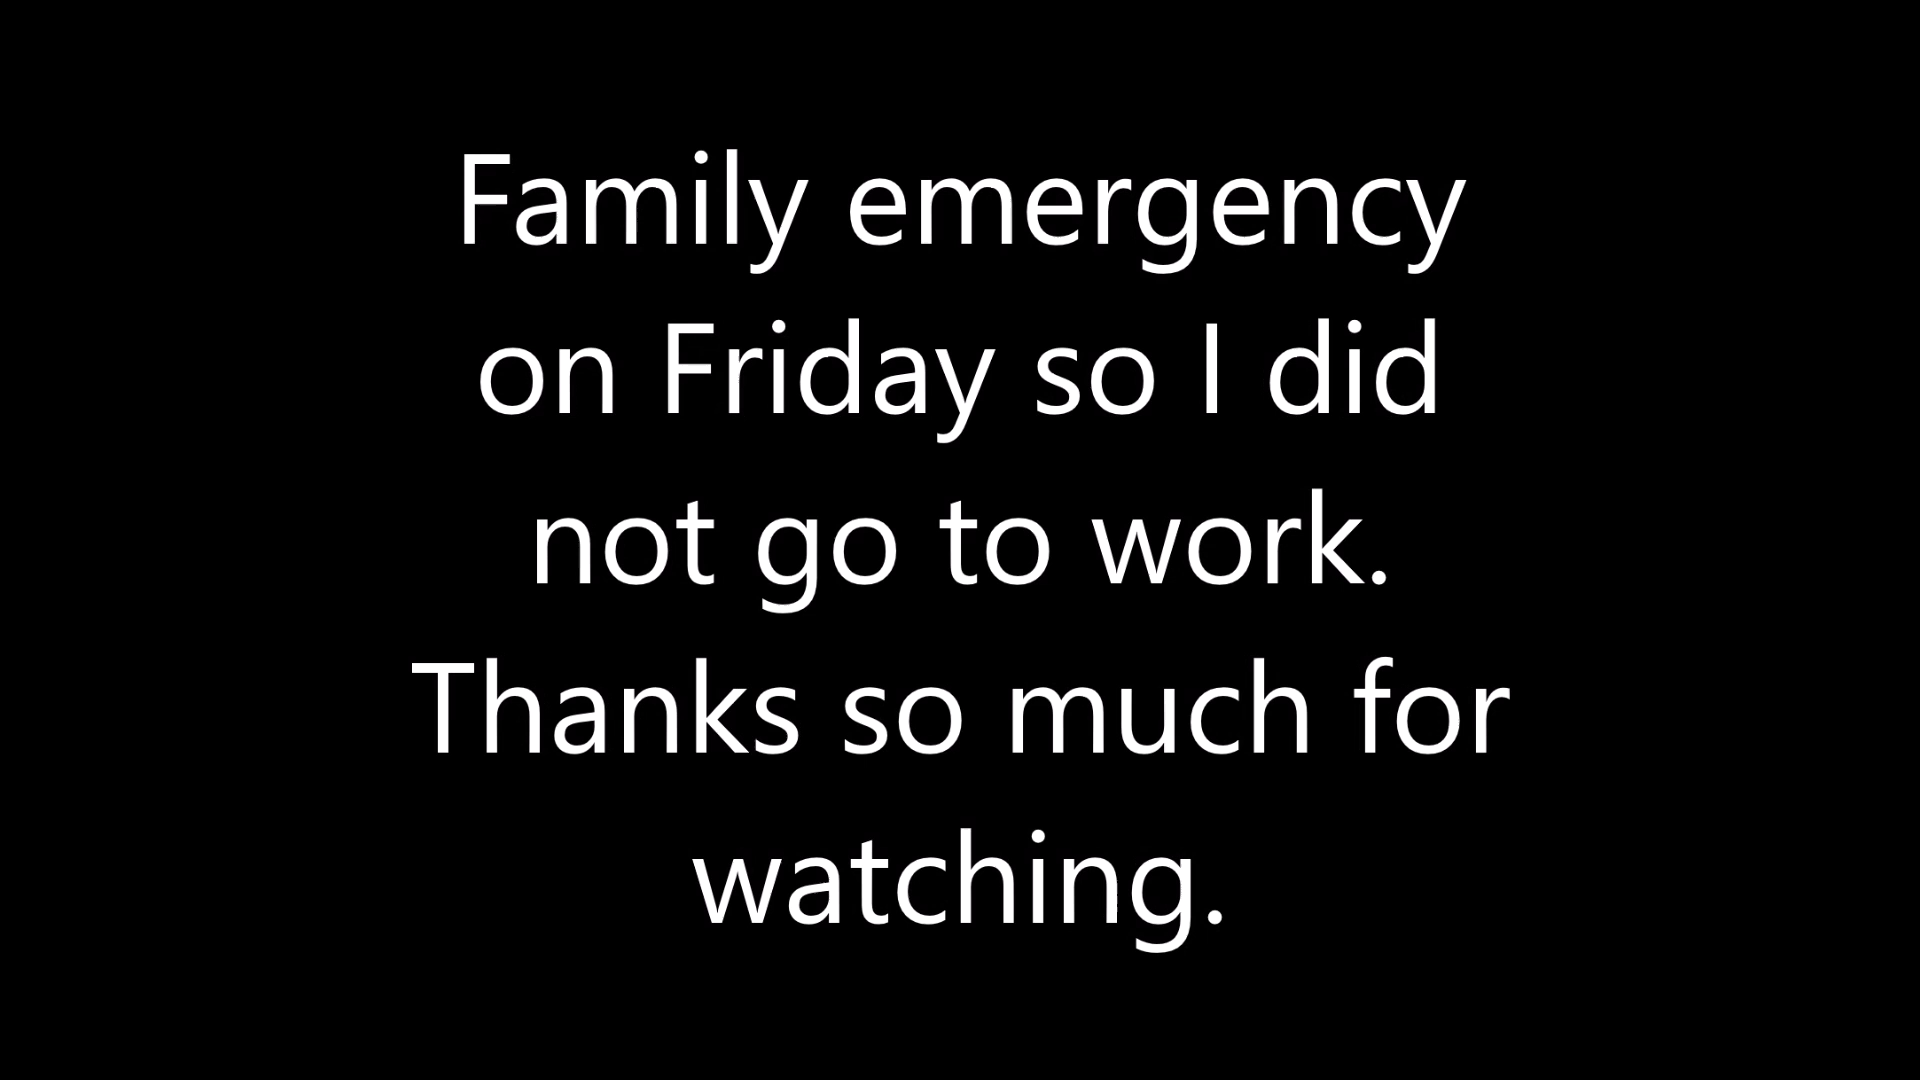 Family emergency
on Friday so I did
not go to work.
Thanks so much for
watching.